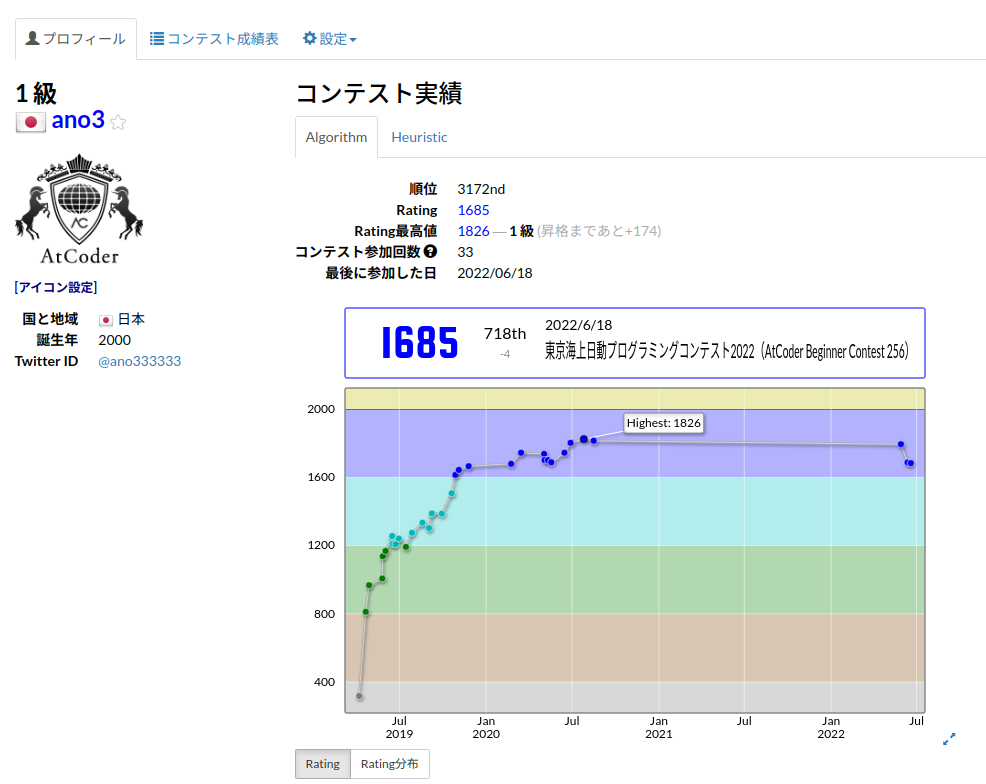 プロフィール コンテスト成績表 設定
1 級
ano3
AC
AtCoder
[アイコン設定]
国と地域 日本
誕生年 2000
Twitter ID @ano333333
コンテスト実績
Algorithm Heuristic
順位 3172nd
Rating 1685
Rating最高値 1826 ― 1 級 (昇格まであと+174)
コンテスト参加回数 ? 33
最後に参加した日 2022/06/18
1685 718th -4
2022/6/18
東京海上日動プログラミングコンテスト2022（AtCoder Beginner Contest 256）
Highest: 1826
2000
1600
1200
800
400
Jul Jan Jul Jan Jul Jan Jul
2019 2020 2021 2022
Rating Rating分布